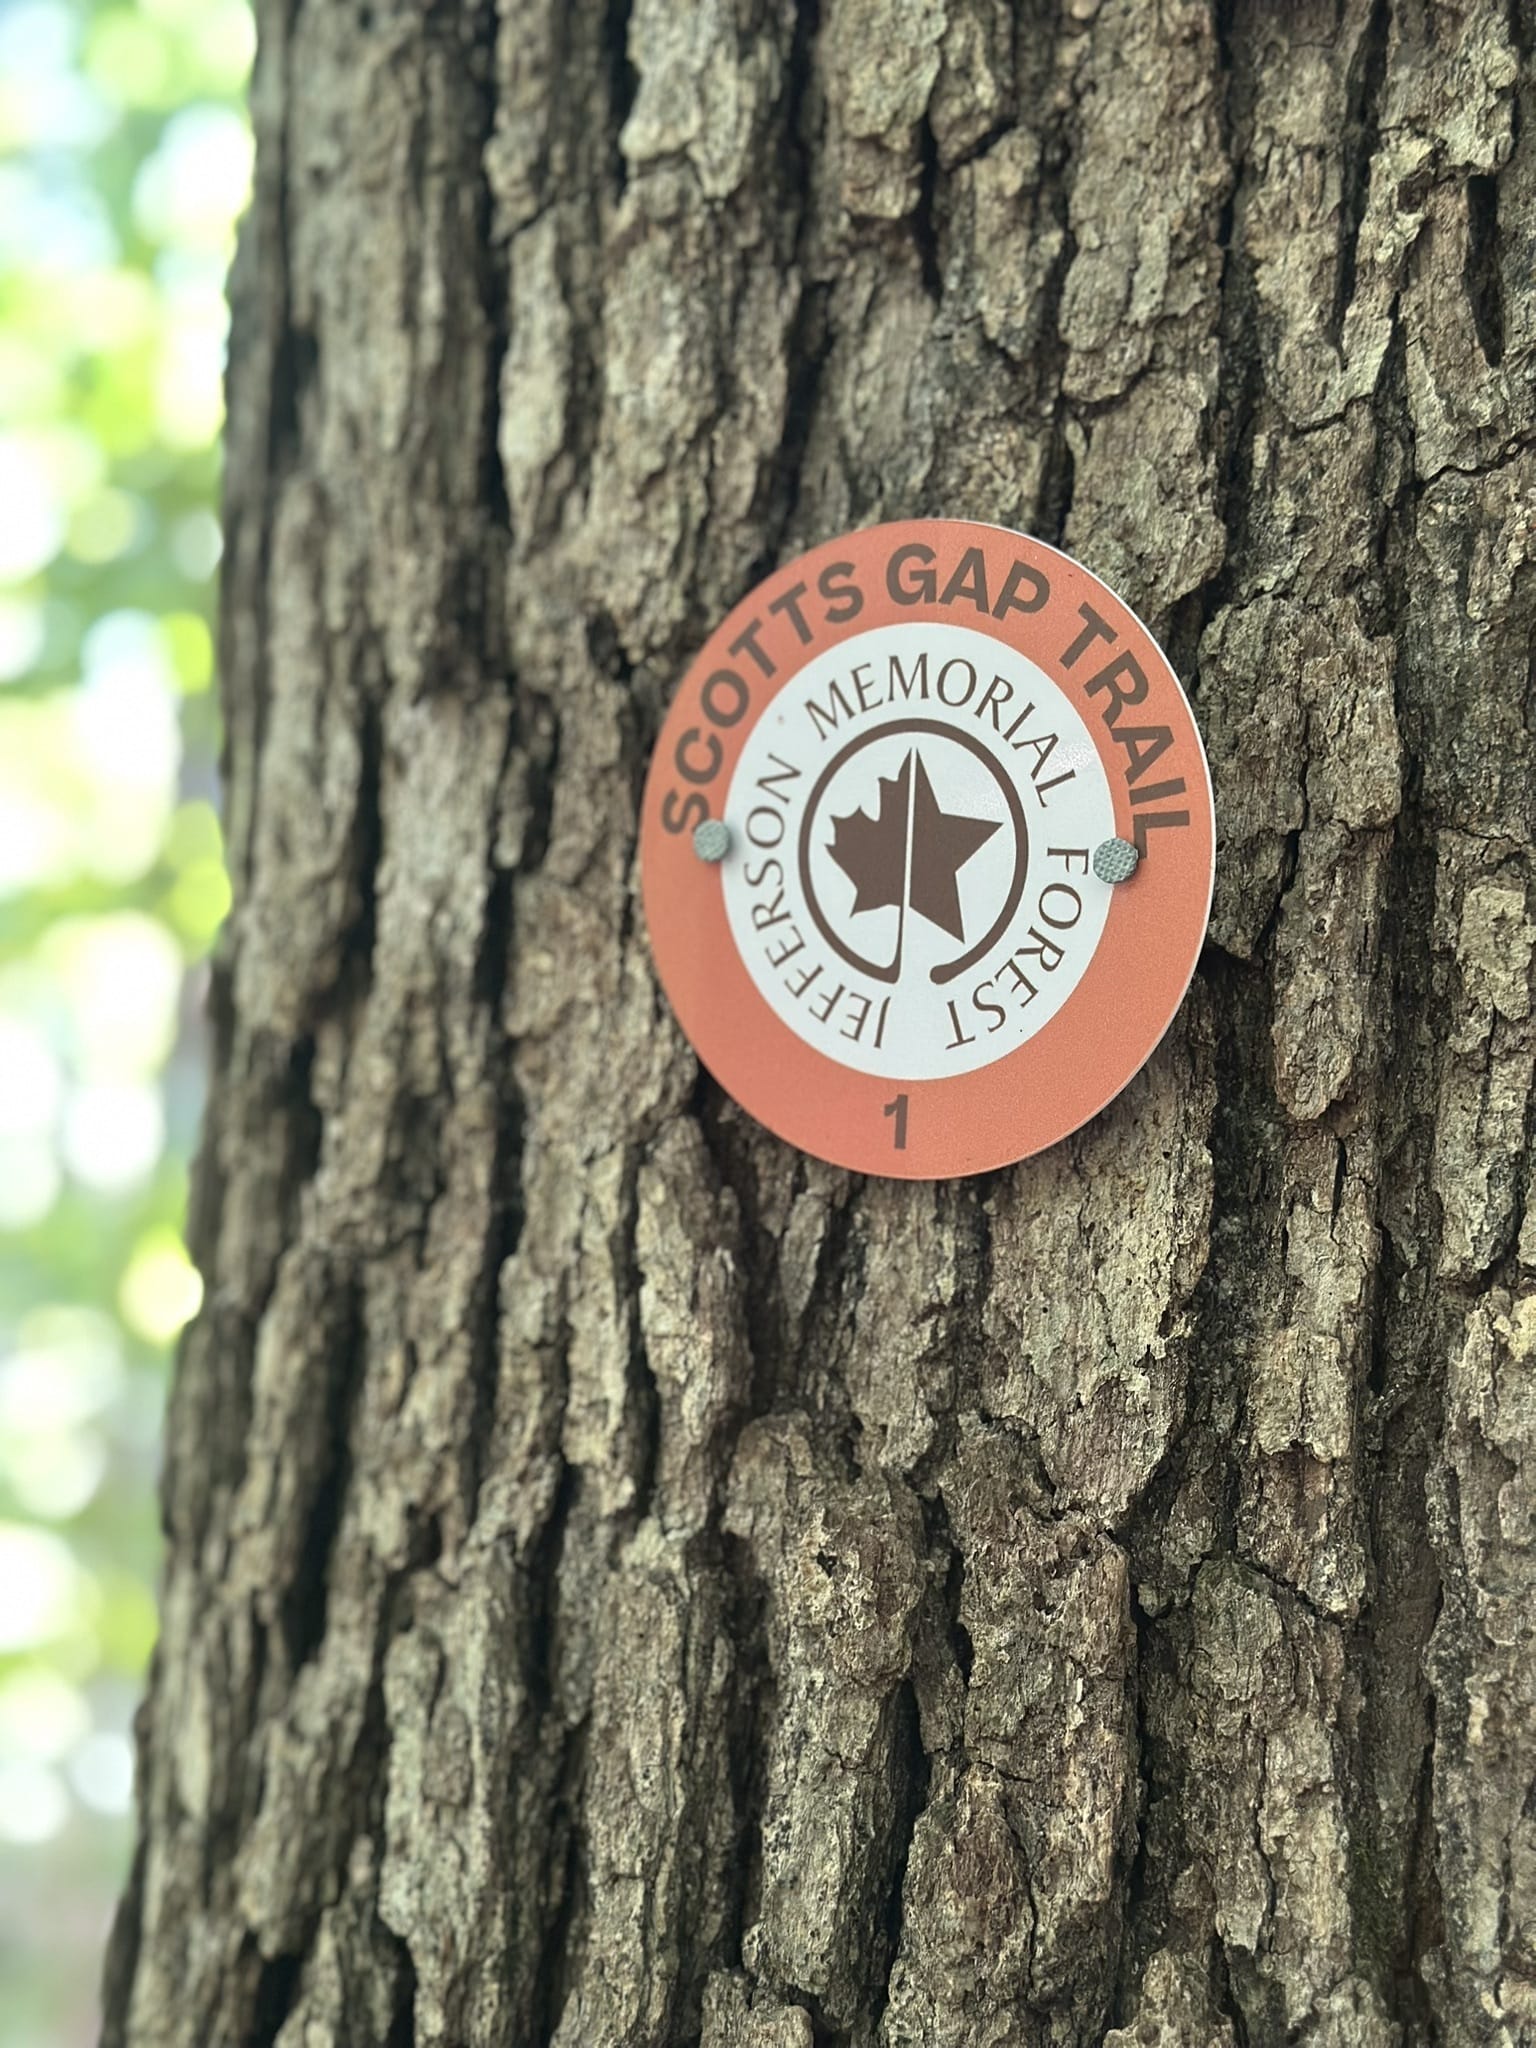 SCOTTS GAP TRAIL
JEFFERSON MEMORIAL FOREST
1